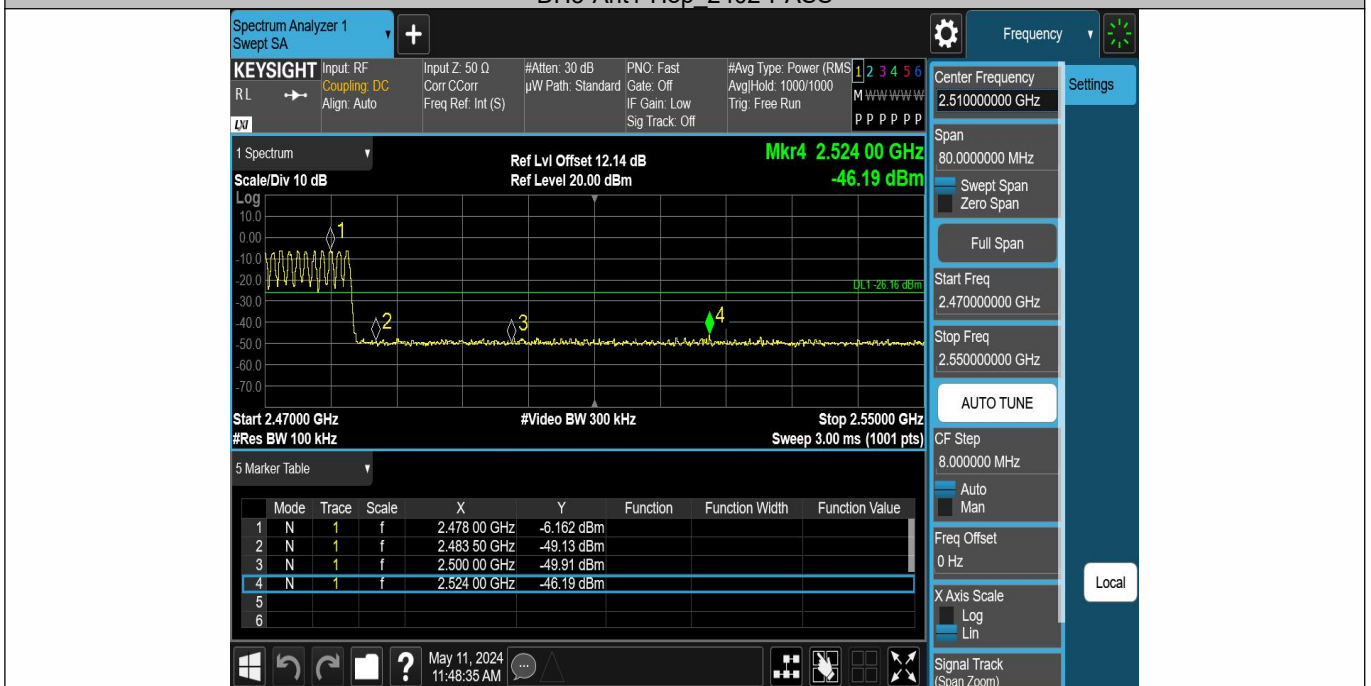 Spectrum Analyzer 1
Swept SA
+
Frequency
KEYSIGHT
RL
LXI
Input: RF
Coupling: DC
Align: Auto
Input Z: 50 Ω
Corr CCorr
Freq Ref: Int (S)
#Atten: 30 dB
µW Path: Standard
PNO: Fast
Gate: Off
IF Gain: Low
Sig Track: Off
#Avg Type: Power (RMS
Avg|Hold: 1000/1000
Trig: Free Run
1 2 3 4 5 6
M W W W W W
P P P P P P
1 Spectrum
Scale/Div 10 dB
Ref Lvl Offset 12.14 dB
Ref Level 20.00 dBm
Mkr4 2.524 00 GHz
-46.19 dBm
Log
10.0
0.00
-10.0
-20.0
-30.0
-40.0
-50.0
-60.0
-70.0
1
2
3
4
DL1 -26.16 dBm
Start 2.47000 GHz
#Video BW 300 kHz
Stop 2.55000 GHz
#Res BW 100 kHz
Sweep 3.00 ms (1001 pts)
5 Marker Table
Mode Trace Scale X Y Function Function Width Function Value
1 N 1 f 2.478 00 GHz -6.162 dBm
2 N 1 f 2.483 50 GHz -49.13 dBm
3 N 1 f 2.500 00 GHz -49.91 dBm
4 N 1 f 2.524 00 GHz -46.19 dBm
5
6
?
May 11, 2024
11:48:35 AM
Center Frequency
2.510000000 GHz
Settings
Span
80.0000000 MHz
Swept Span
Zero Span
Full Span
Start Freq
2.470000000 GHz
Stop Freq
2.550000000 GHz
AUTO TUNE
CF Step
8.000000 MHz
Auto
Man
Freq Offset
0 Hz
Local
X Axis Scale
Log
Lin
Signal Track
(Span Zoom)